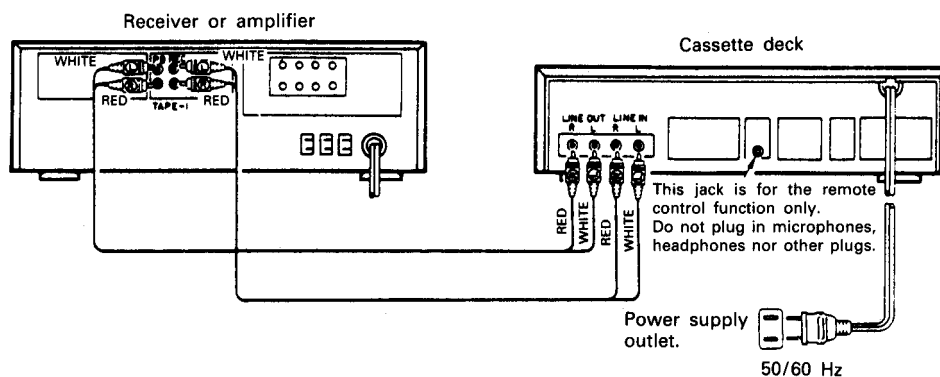 Receiver or amplifier
WHITE
PB REC
WHITE
RED
RED
TAPE-1
Cassette deck
LINE OUT LINE IN
R L R L
RED
WHITE
RED
WHITE
This jack is for the remote
control function only.
Do not plug in microphones,
headphones nor other plugs.
Power supply
outlet.
50/60 Hz